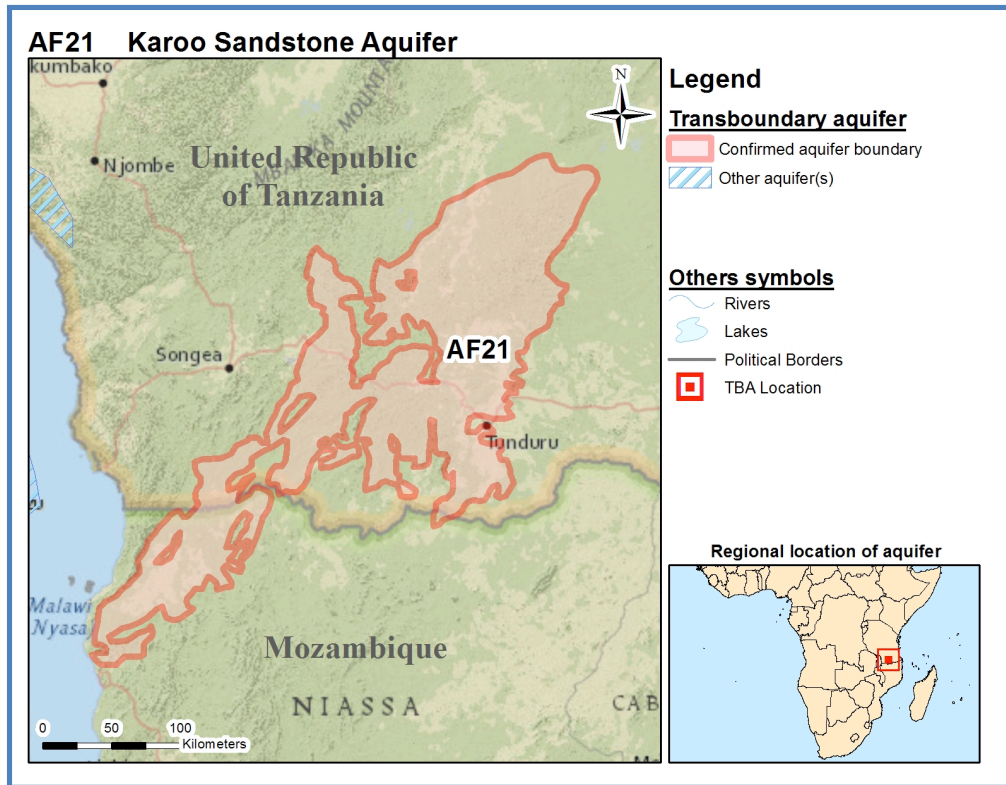 AF21 Karoo Sandstone Aquifer
kumbako
Njombe
MBARIKA MOUNTA
United Republic
of Tanzania
Songea
AF21
Tunduru
Malawi
Nyasa
Mozambique
NIASSA
CAB
0 50 100
Kilometers
N
Legend
Transboundary aquifer
Confirmed aquifer boundary
Other aquifer(s)
Others symbols
Rivers
Lakes
Political Borders
TBA Location
Regional location of aquifer